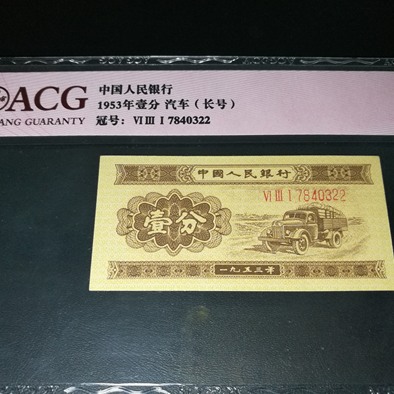 ACG
ANG GUARANTY
中国人民银行
1953年壹分 汽车（长号）
冠号: VI III I 7840322
中國人民銀行
VI III I 7840322
壹分
一九五三年